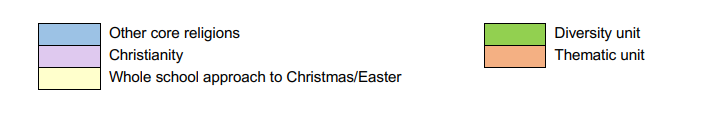 Other core religions
Christianity
Whole school approach to Christmas/Easter
Diversity unit
Thematic unit